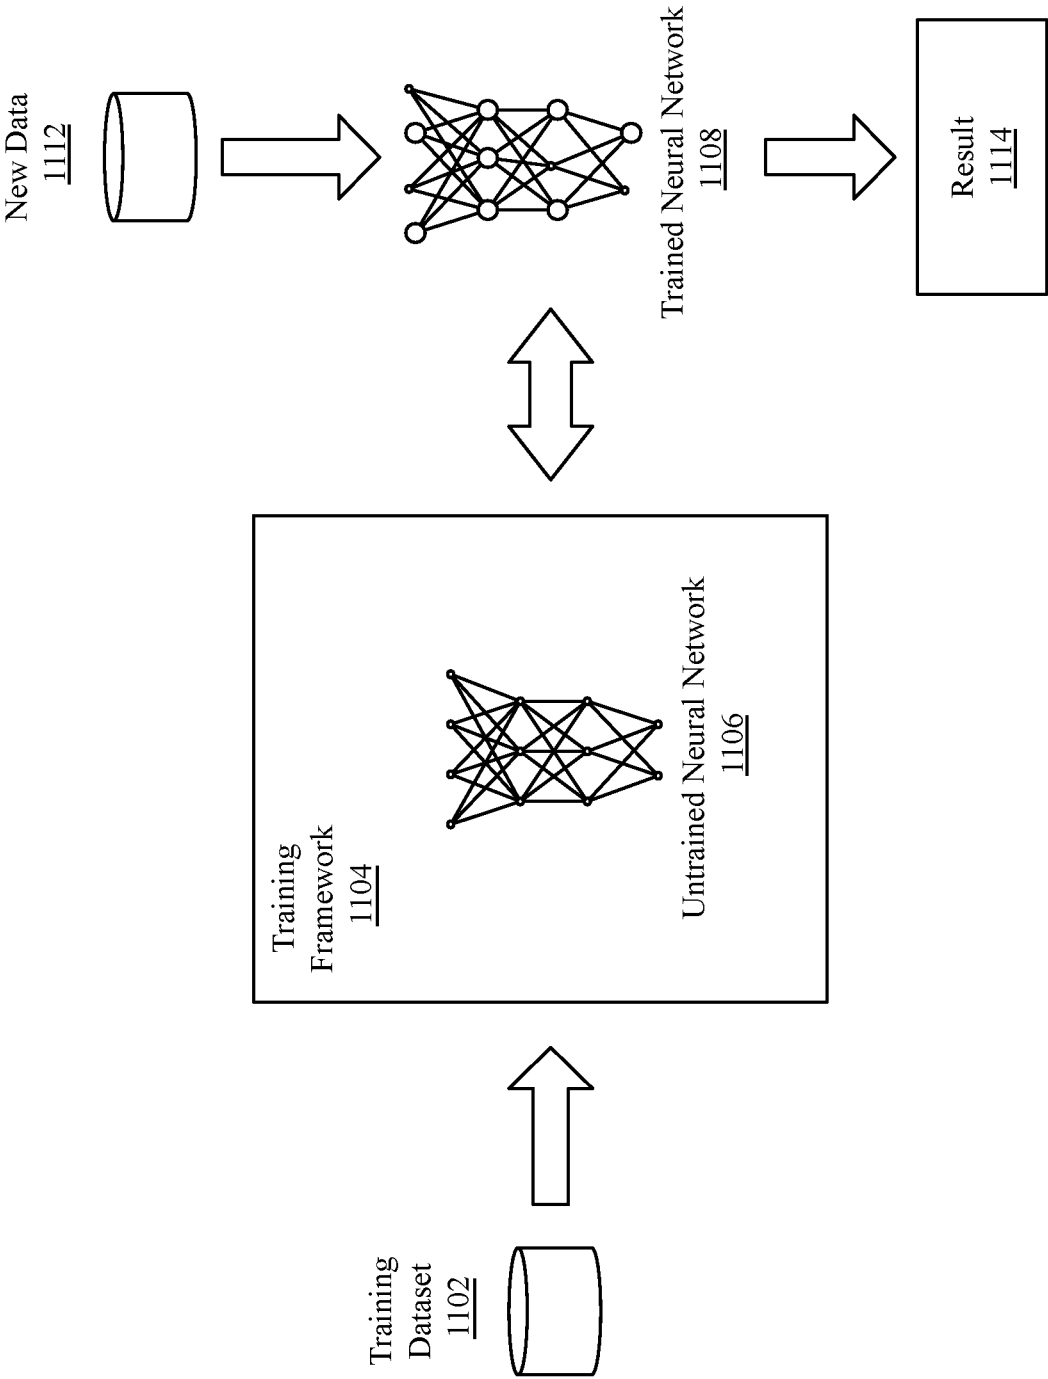 Training
Dataset
1102
Training
Framework
1104
Untrained Neural Network
1106
New Data
1112
Trained Neural Network
1108
Result
1114